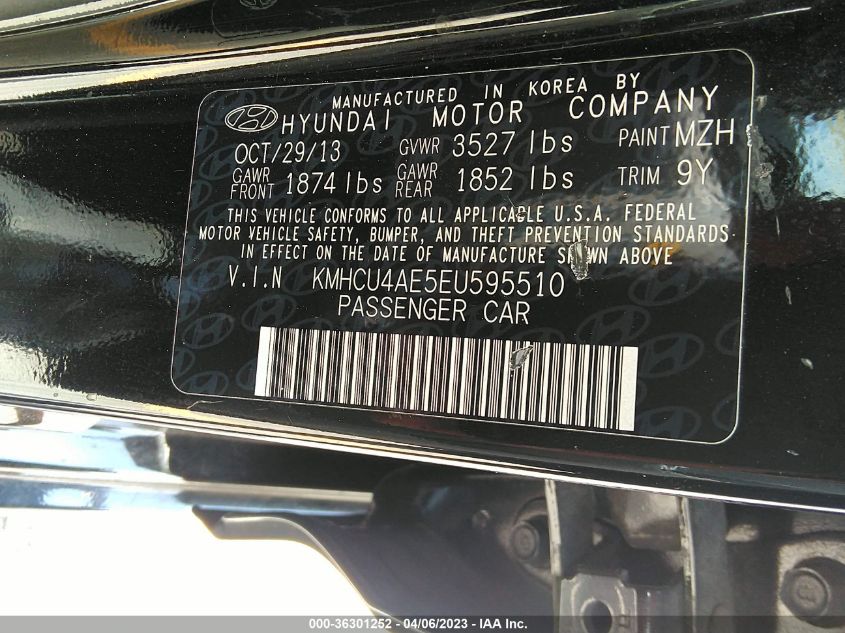 MANUFACTURED IN KOREA BY
HYUNDAI MOTOR COMPANY
OCT/29/13 GVWR 3527 lbs PAINT MZH
GAWR FRONT 1874 lbs GAWR REAR 1852 lbs TRIM 9Y
THIS VEHICLE CONFORMS TO ALL APPLICABLE U.S.A. FEDERAL
MOTOR VEHICLE SAFETY, BUMPER, AND THEFT PREVENTION STANDARDS
IN EFFECT ON THE DATE OF MANUFACTURE SHOWN ABOVE
V.I.N KMHCU4AE5EU595510
PASSENGER CAR
000-36301252 - 04/06/2023 - IAA Inc.